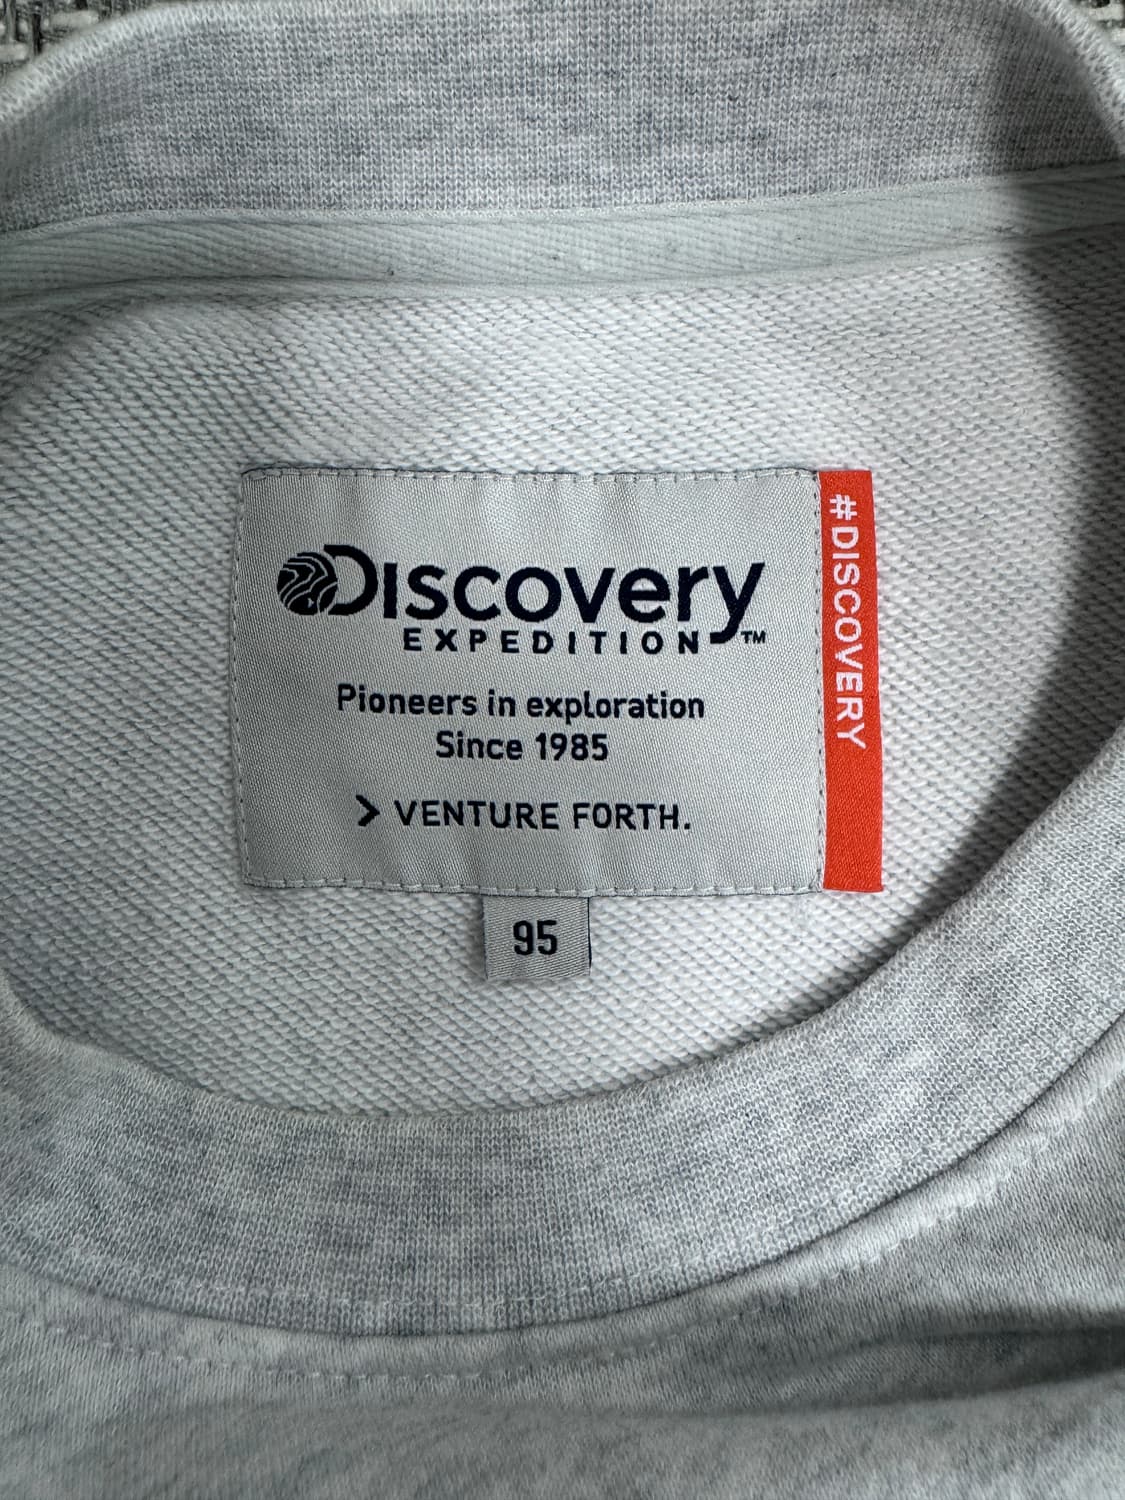 DISCOVERY
EXPEDITION™
Pioneers in exploration
Since 1985
> VENTURE FORTH.
#DISCOVERY
95